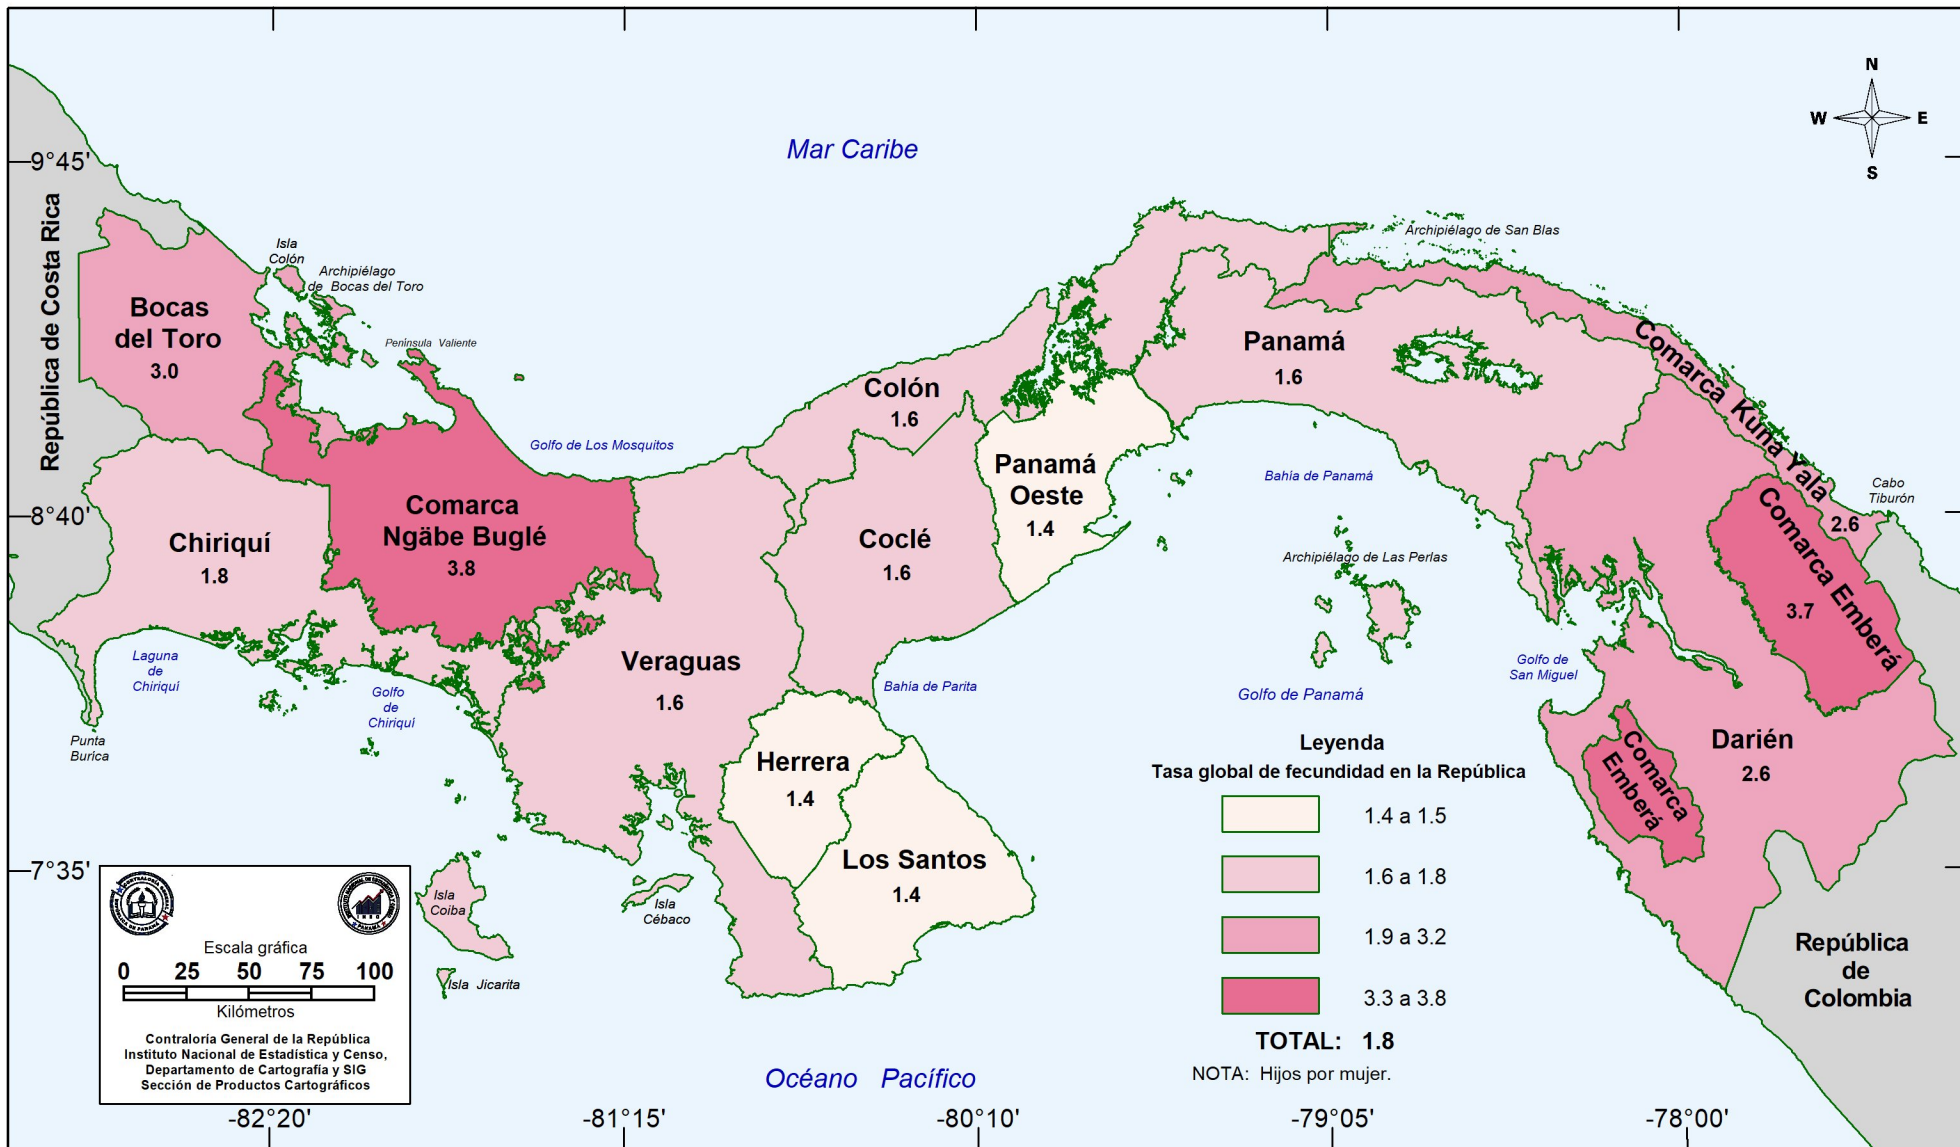 N
W
E
S
Mar Caribe
9°45'
8°40'
7°35'
República de Costa Rica
Isla
Colón
Archipiélago
de Bocas del Toro
Península Valiente
Archipiélago de San Blas
Bocas
del Toro
3.0
Colón
1.6
Panamá
1.6
Comarca Kuna Yala
2.6
Golfo de Los Mosquitos
Bahía de Panamá
Panamá
Oeste
1.4
Cabo
Tiburón
Chiriquí
1.8
Comarca
Ngäbe Buglé
3.8
Coclé
1.6
Archipiélago de Las Perlas
Comarca Emberá
3.7
Laguna
de
Chiriquí
Golfo
de
Chiriquí
Veraguas
1.6
Bahía de Parita
Golfo de Panamá
Golfo de
San Miguel
Punta
Burica
Herrera
1.4
Los Santos
1.4
Darién
2.6
Comarca
Emberá
Isla
Coiba
Isla
Cébaco
Isla Jicarita
República
de
Colombia
Leyenda
Tasa global de fecundidad en la República
1.4 a 1.5
1.6 a 1.8
1.9 a 3.2
3.3 a 3.8
TOTAL: 1.8
NOTA: Hijos por mujer.
Escala gráfica
0 25 50 75 100
Kilómetros
Contraloría General de la República
Instituto Nacional de Estadística y Censo,
Departamento de Cartografía y SIG
Sección de Productos Cartográficos
Océano Pacífico
-82°20' -81°15' -80°10' -79°05' -78°00'